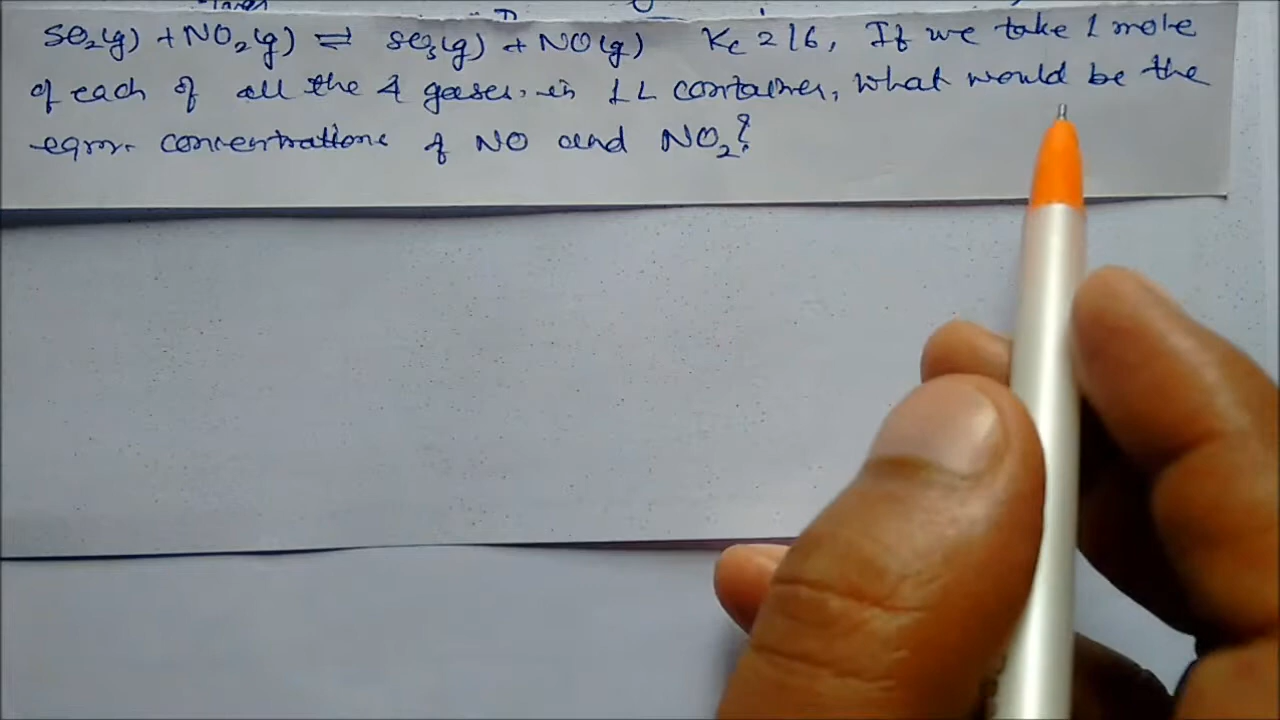 SO2(g) + NO2(g) ⇌ SO3(g) + NO(g) Kc = 16, If we take 1 mole
of each of all the 4 gases in 1L container, what would be the
eqm. concentrations of NO and NO2?